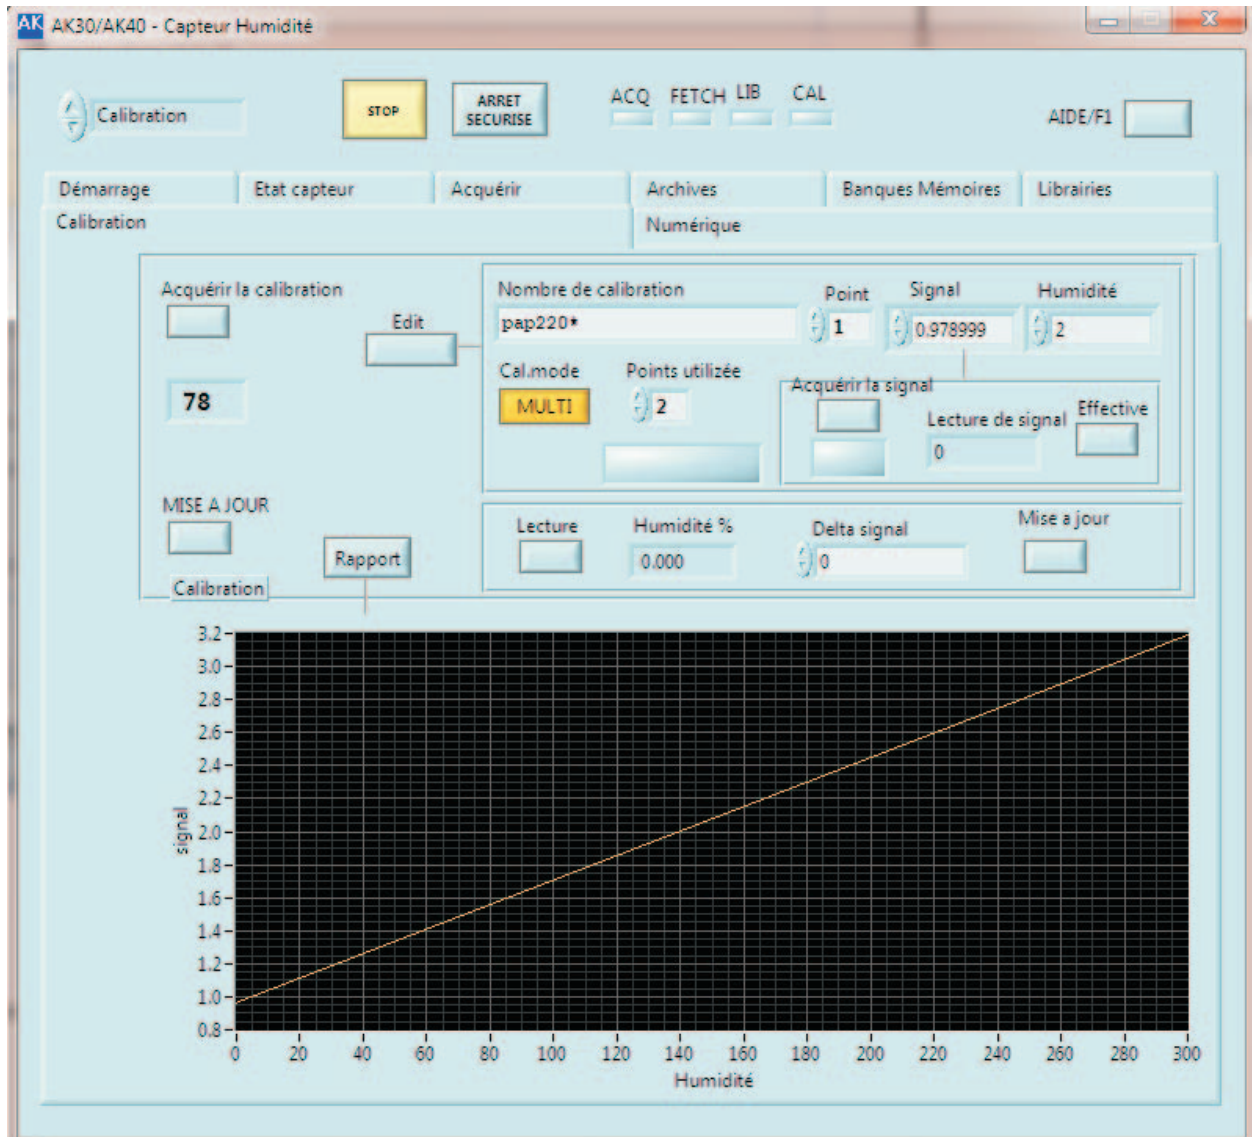 AK AK30/AK40 - Capteur Humidité
Calibration
STOP
ARRET
SECURISE
ACQ FETCH LIB CAL
AIDE/F1
Démarrage Etat capteur Acquérir Archives Banques Mémoires Librairies
Calibration Numérique
Acquérir la calibration
Edit
78
MISE A JOUR
Rapport
Calibration
Nombre de calibration Point Signal Humidité
pap220* 1 0.978999 2
Cal.mode Points utilizée
MULTI 2
Acquérir la signal
Lecture de signal Effective
0
Lecture Humidité % Delta signal Mise a jour
0.000 0
3.2
3.0
2.8
2.6
2.4
2.2
2.0
1.8
1.6
1.4
1.2
1.0
0.8
signal
0 20 40 60 80 100 120 140 160 180 200 220 240 260 280 300
Humidité